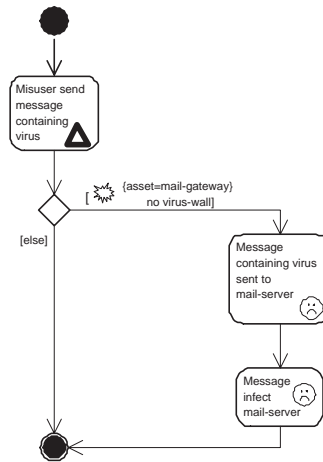 Misuser send
message
containing
virus
{asset=mail-gateway}
[ no virus-wall]
[else]
Message
containing virus
sent to
mail-server
Message
infect
mail-server